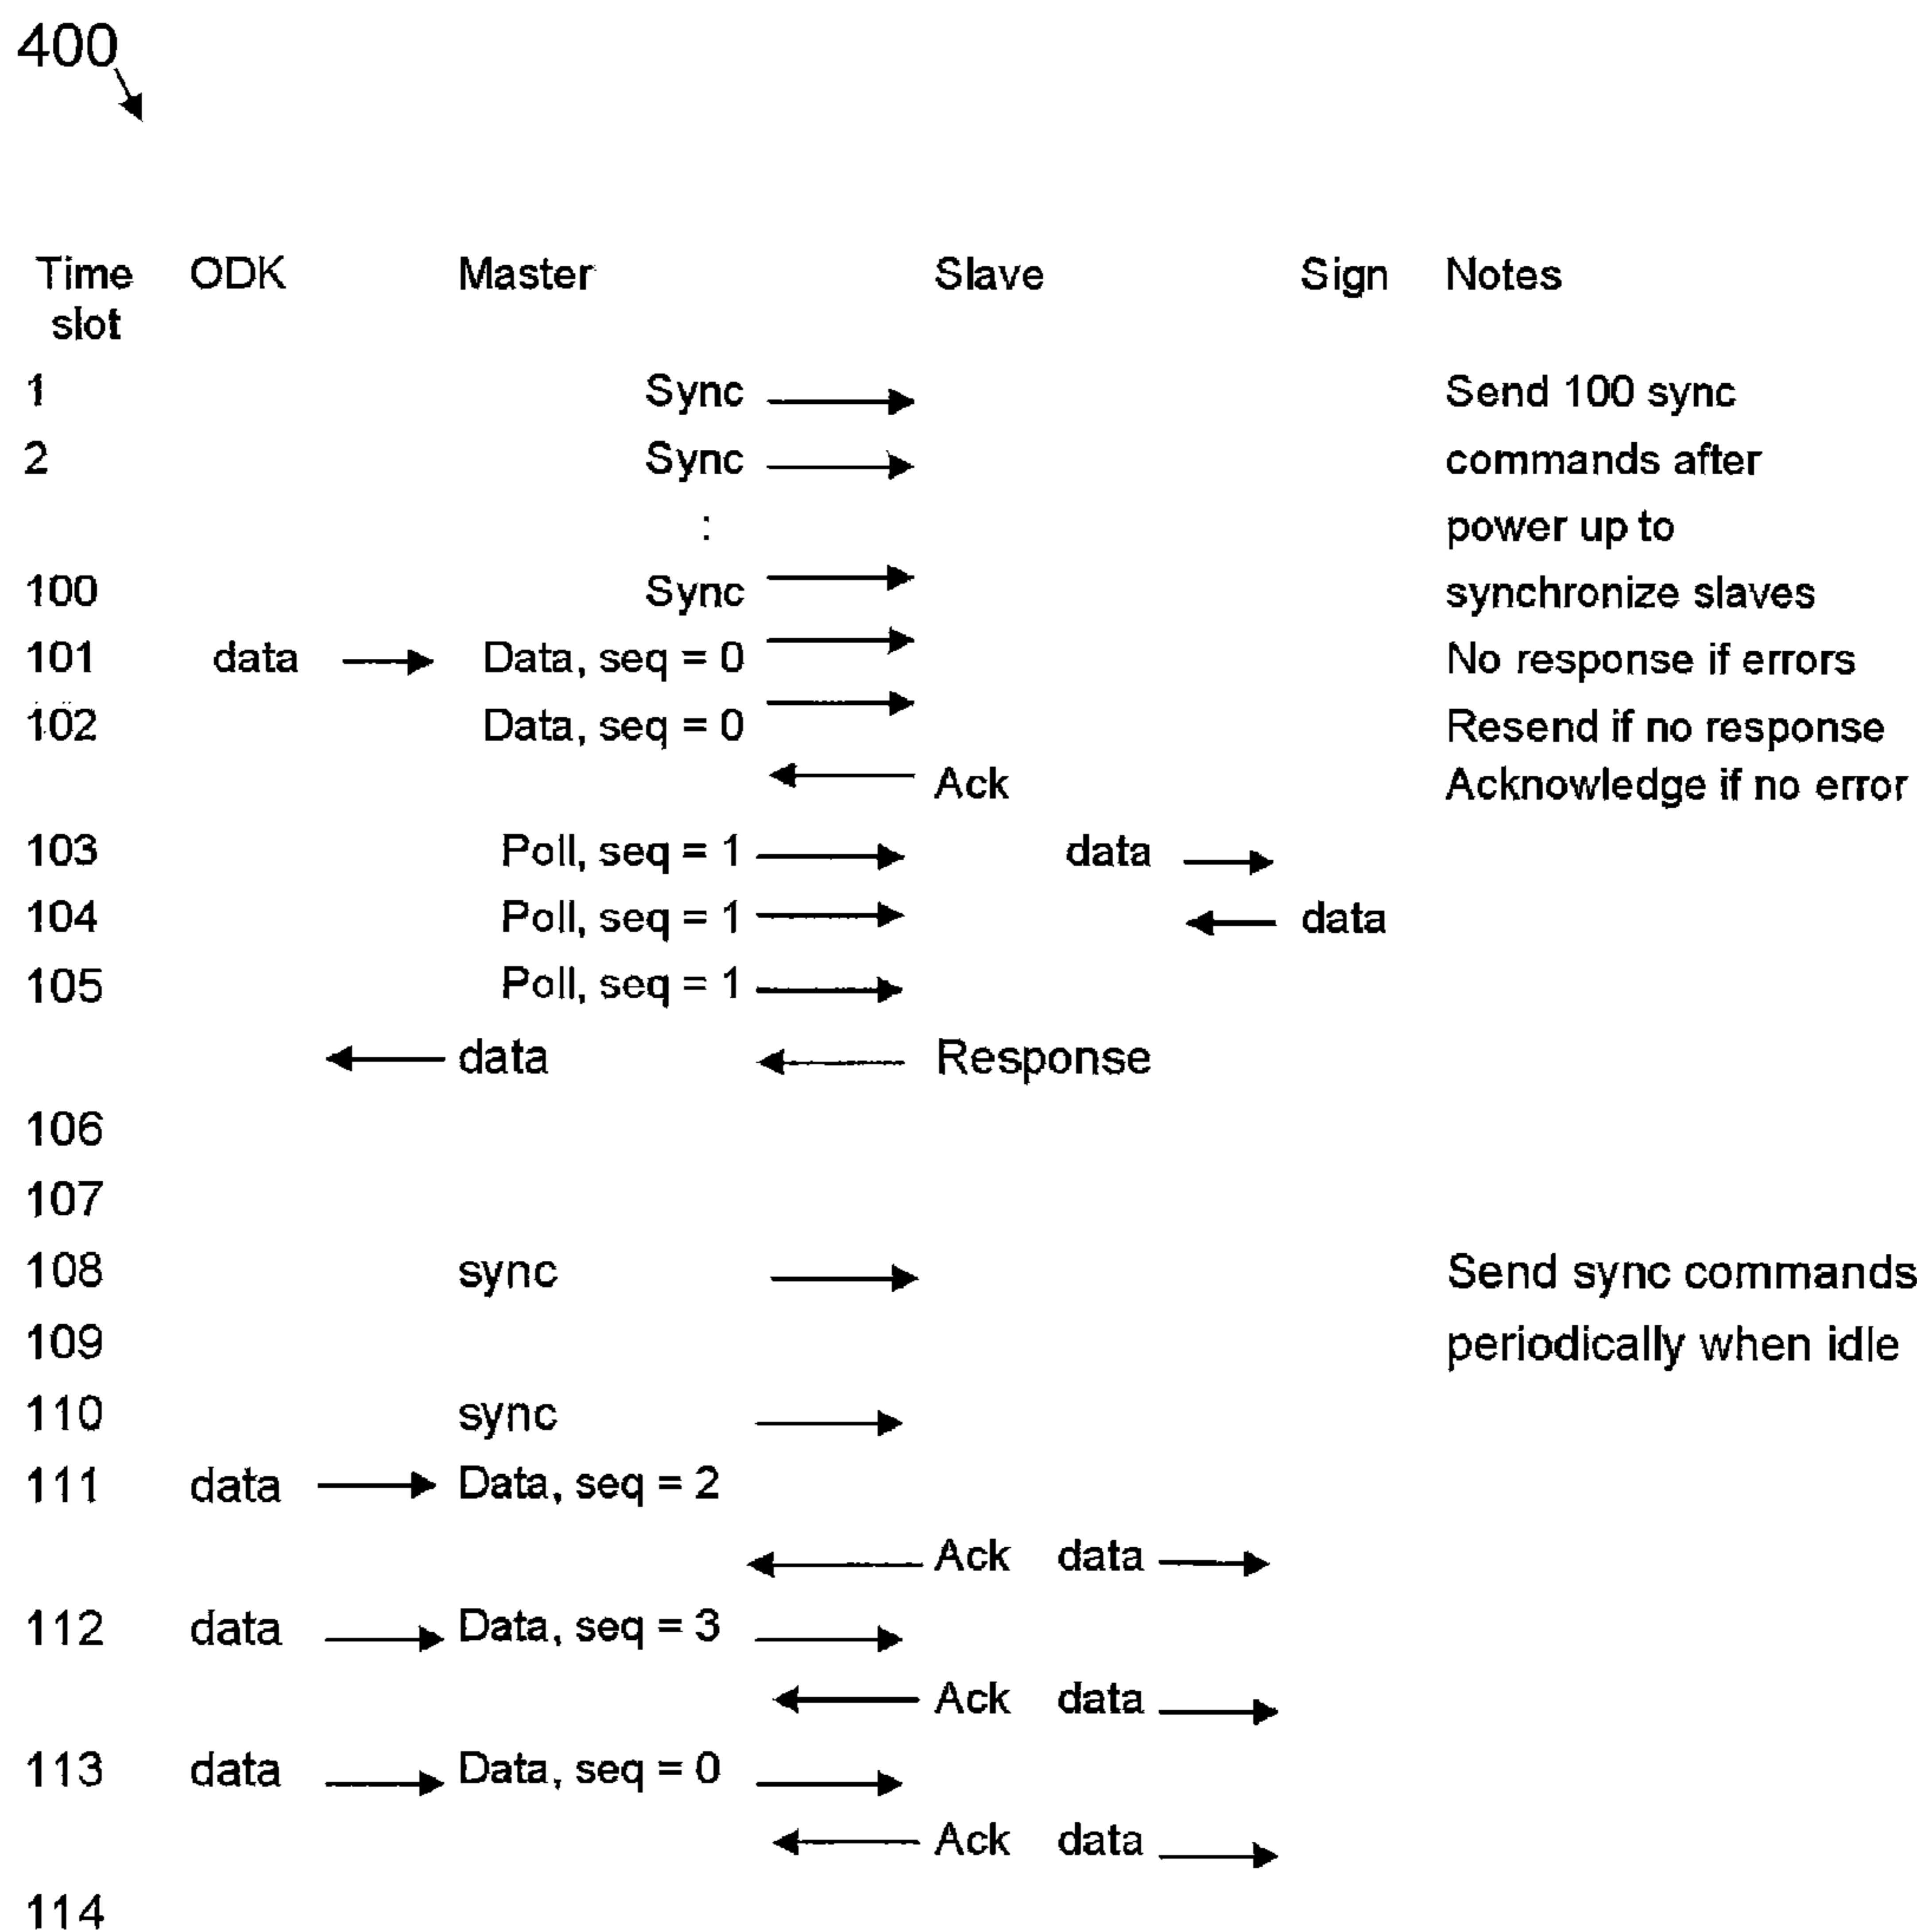 400
Time ODK Master Slave Sign Notes
slot
1 Sync Send 100 sync
2 Sync commands after
: power up to
100 Sync synchronize slaves
101 data Data, seq = 0 No response if errors
102 Data, seq = 0 Resend if no response
Ack Acknowledge if no error
103 Poll, seq = 1 data
104 Poll, seq = 1 data
105 Poll, seq = 1
data Response
106
107
108 sync Send sync commands
109 periodically when idle
110 sync
111 data Data, seq = 2
Ack data
112 data Data, seq = 3
Ack data
113 data Data, seq = 0
Ack data
114